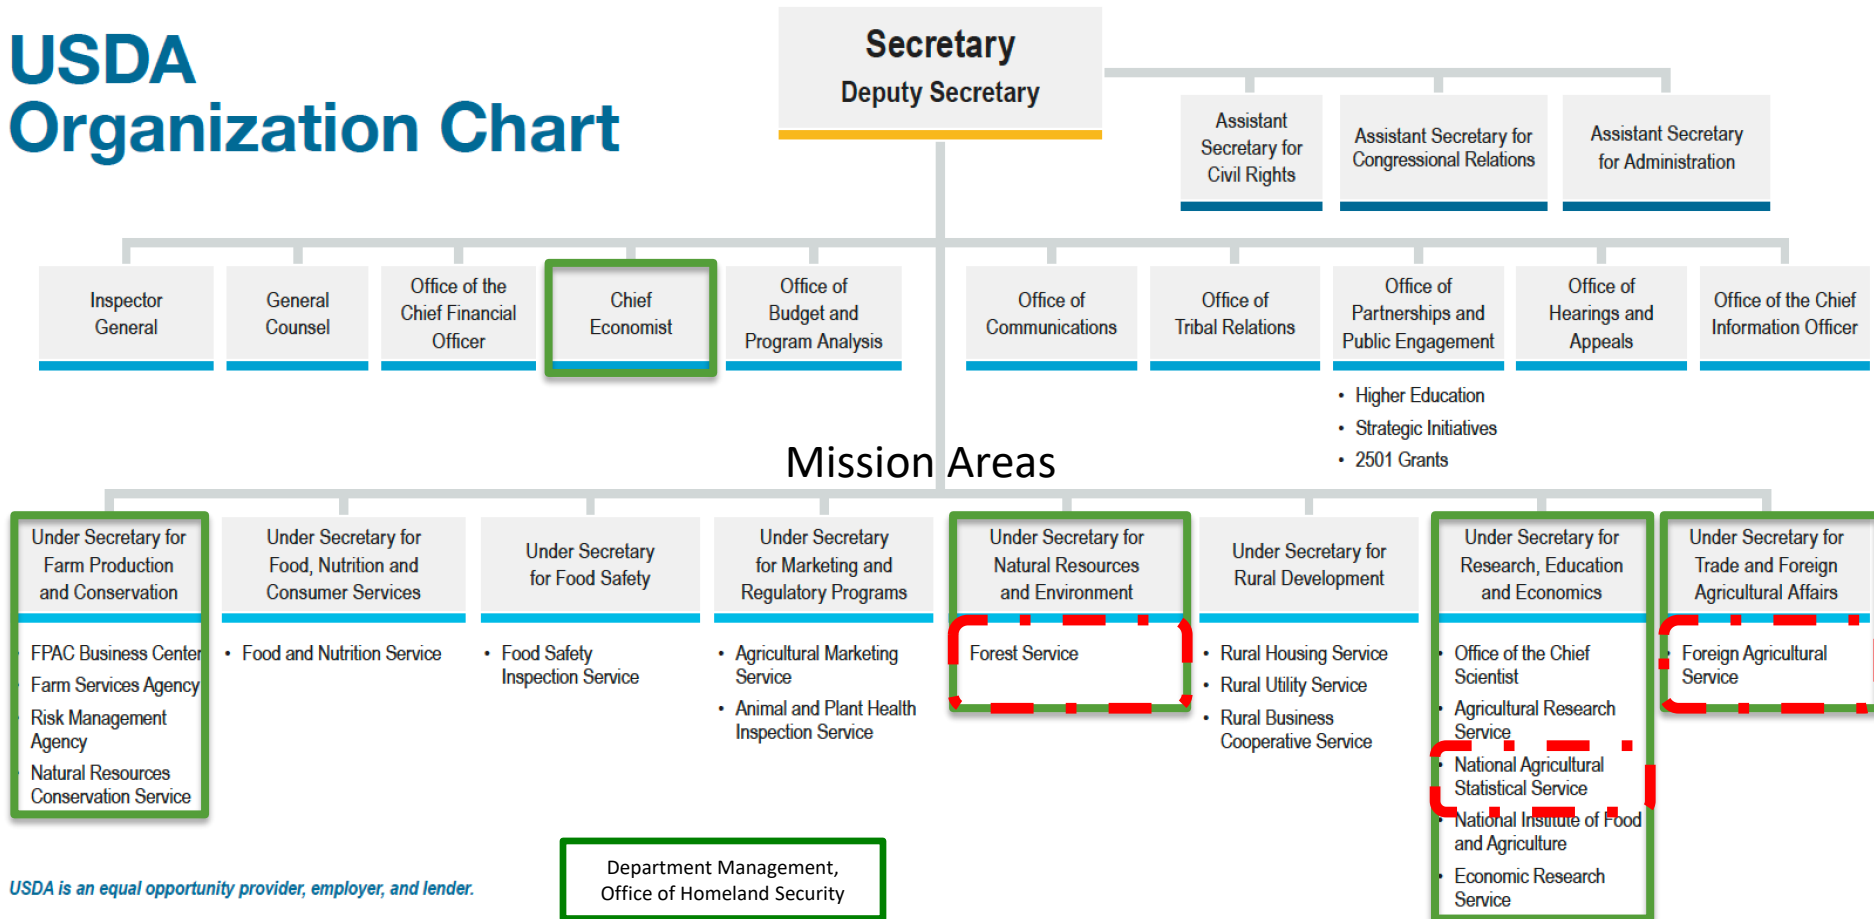 USDA
Organization Chart
Secretary
Deputy Secretary
Assistant
Secretary for
Civil Rights
Assistant Secretary for
Congressional Relations
Assistant Secretary
for Administration
Inspector
General
General
Counsel
Office of the
Chief Financial
Officer
Chief
Economist
Office of
Budget and
Program Analysis
Office of
Communications
Office of
Tribal Relations
Office of
Partnerships and
Public Engagement
• Higher Education
• Strategic Initiatives
• 2501 Grants
Office of
Hearings and
Appeals
Office of the Chief
Information Officer
Mission Areas
Under Secretary for
Farm Production
and Conservation
• FPAC Business Center
• Farm Services Agency
• Risk Management
Agency
• Natural Resources
Conservation Service
Under Secretary for
Food, Nutrition and
Consumer Services
• Food and Nutrition Service
Under Secretary
for Food Safety
• Food Safety
Inspection Service
Under Secretary
for Marketing and
Regulatory Programs
• Agricultural Marketing
Service
• Animal and Plant Health
Inspection Service
Under Secretary for
Natural Resources
and Environment
Forest Service
Under Secretary for
Rural Development
• Rural Housing Service
• Rural Utility Service
• Rural Business
Cooperative Service
Under Secretary for
Research, Education
and Economics
• Office of the Chief
Scientist
• Agricultural Research
Service
• National Agricultural
Statistical Service
• National Institute of Food
and Agriculture
• Economic Research
Service
Under Secretary for
Trade and Foreign
Agricultural Affairs
• Foreign Agricultural
Service
Department Management,
Office of Homeland Security
USDA is an equal opportunity provider, employer, and lender.